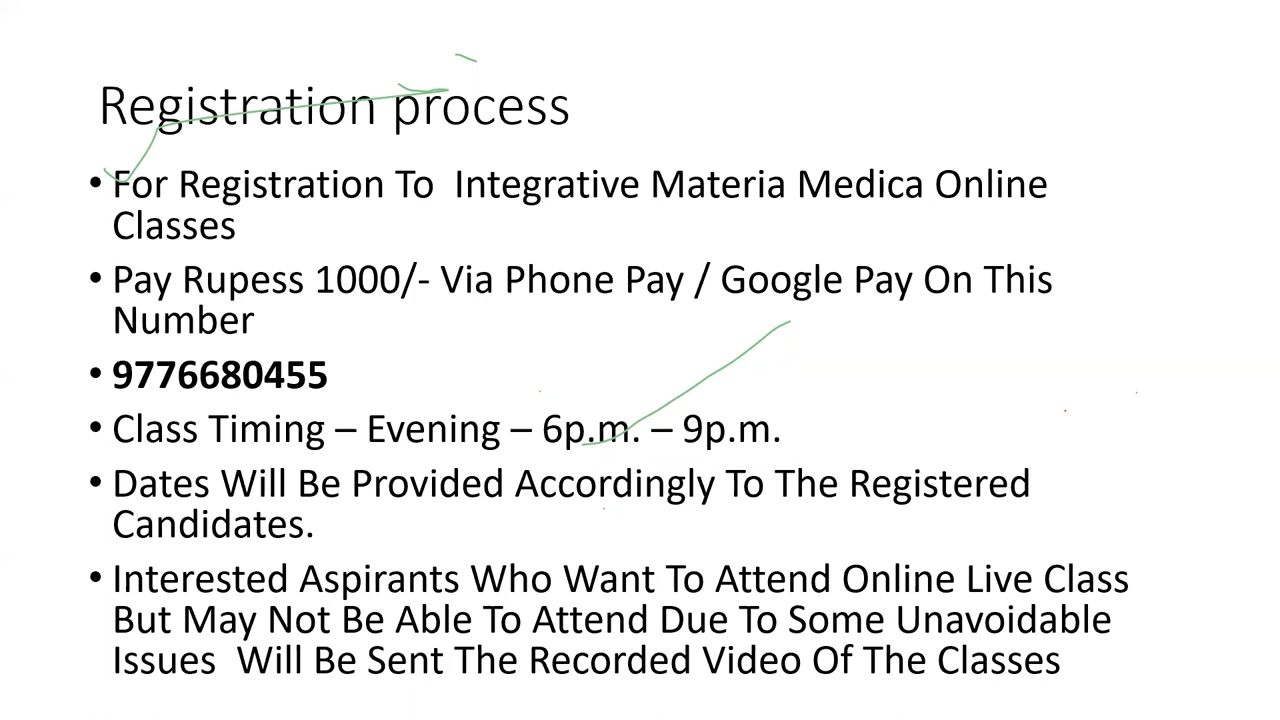 Registration process
• For Registration To  Integrative Materia Medica Online
Classes
• Pay Rupess 1000/- Via Phone Pay / Google Pay On This
Number
• 9776680455
• Class Timing – Evening – 6p.m. – 9p.m.
• Dates Will Be Provided Accordingly To The Registered
Candidates.
• Interested Aspirants Who Want To Attend Online Live Class
But May Not Be Able To Attend Due To Some Unavoidable
Issues  Will Be Sent The Recorded Video Of The Classes